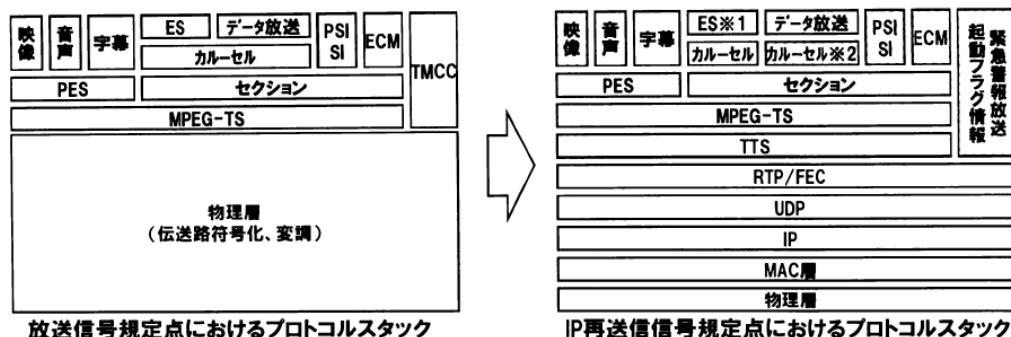 映像
音声
字幕
ES
データ放送
カルーセル
PSI
SI
ECM
TMCC
PES
セクション
MPEG-TS
物理層
(伝送路符号化、変調)
放送信号規定点におけるプロトコルスタック
映像
音声
字幕
ES※1
データ放送
カルーセル
カルーセル※2
PSI
SI
ECM
緊急警報放送
起動フラグ情報
PES
セクション
MPEG-TS
TTS
RTP/FEC
UDP
IP
MAC層
物理層
IP再送信信号規定点におけるプロトコルスタック